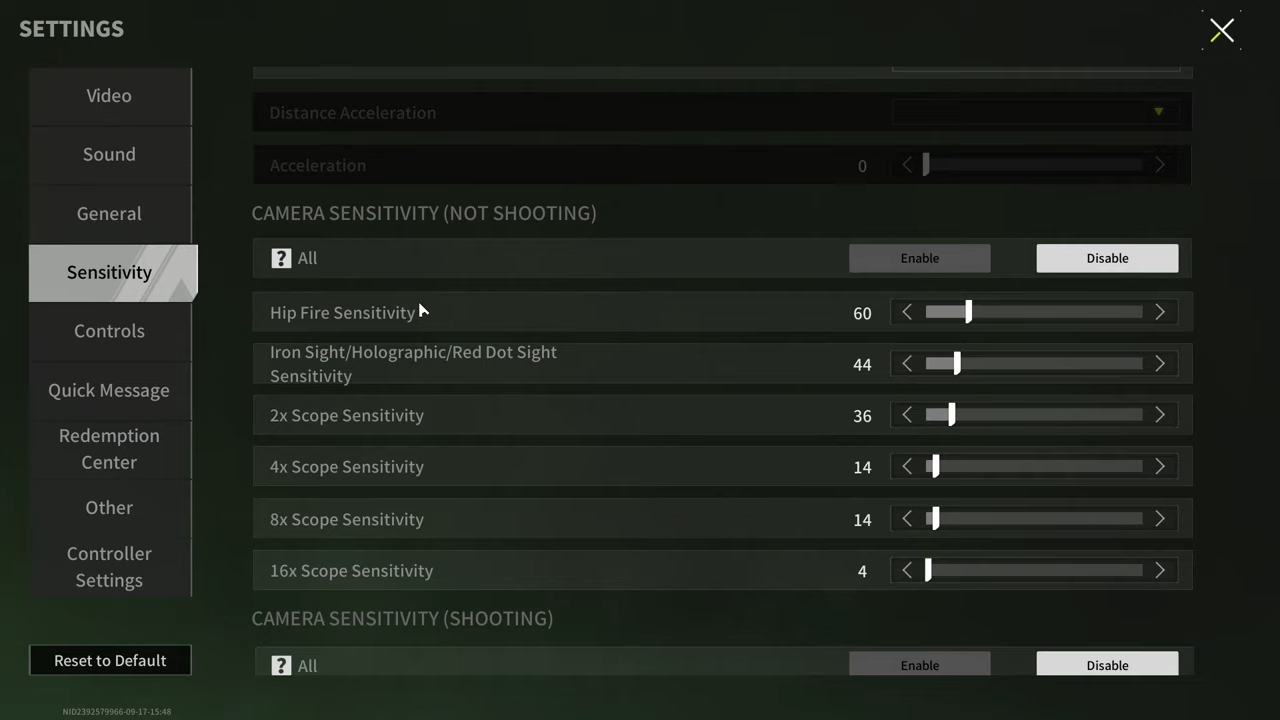 SETTINGS
Video
Sound
General
Sensitivity
Controls
Quick Message
Redemption
Center
Other
Controller
Settings
Reset to Default
NID2392579966-09-17-15:48
Distance Acceleration
Acceleration 0
CAMERA SENSITIVITY (NOT SHOOTING)
? All Enable Disable
Hip Fire Sensitivity 60
Iron Sight/Holographic/Red Dot Sight
Sensitivity 44
2x Scope Sensitivity 36
4x Scope Sensitivity 14
8x Scope Sensitivity 14
16x Scope Sensitivity 4
CAMERA SENSITIVITY (SHOOTING)
? All Enable Disable